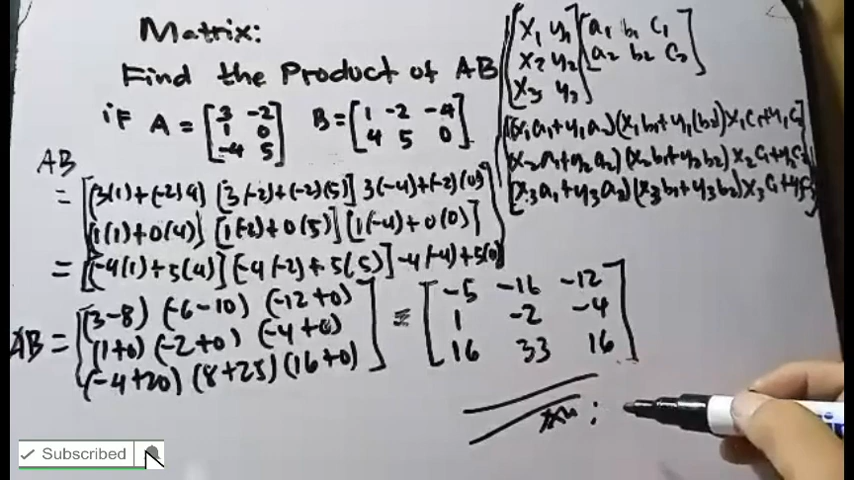 Matrix:
Find the Product of AB
if A = [3 -2
1 0
-4 5] B = [1 -2 -4
4 5 0]
[x1 y1
x2 y2
x3 y3] [a1 b1 c1
a2 b2 c2]
[(x1a1+y1a2)(x1b1+y1(b2)x1c1+y1c2
(x2a1+y2a2)(x2b1+y2b2)x2c1+y2c2
(x3a1+y3a2)(x3b1+y3b2)x3c1+y3c2]
AB
= [(3(1)+(-2)4) [3(-2)+(-2)(5)] 3(-4)+(-2)(0)
[1(1)+0(4)] [1(-2)+0(5)] [1(-4)+0(0)]
= [-4(1)+5(4)] [-4(-2)+5(5)] -4(-4)+5(0)
AB = [(3-8) (-6-10) (-12+0)
(1+0) (-2+0) (-4+0)
(-4+20) (8+25) (16+0)] = [-5 -16 -12
1 -2 -4
16 33 16]
Subscribed